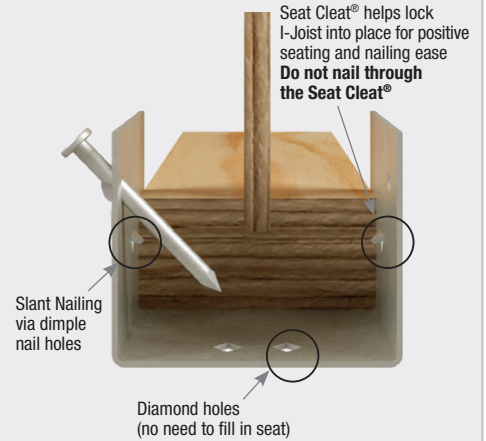 Seat Cleat® helps lock
I-Joist into place for positive
seating and nailing ease
Do not nail through
the Seat Cleat®
Slant Nailing
via dimple
nail holes
Diamond holes
(no need to fill in seat)